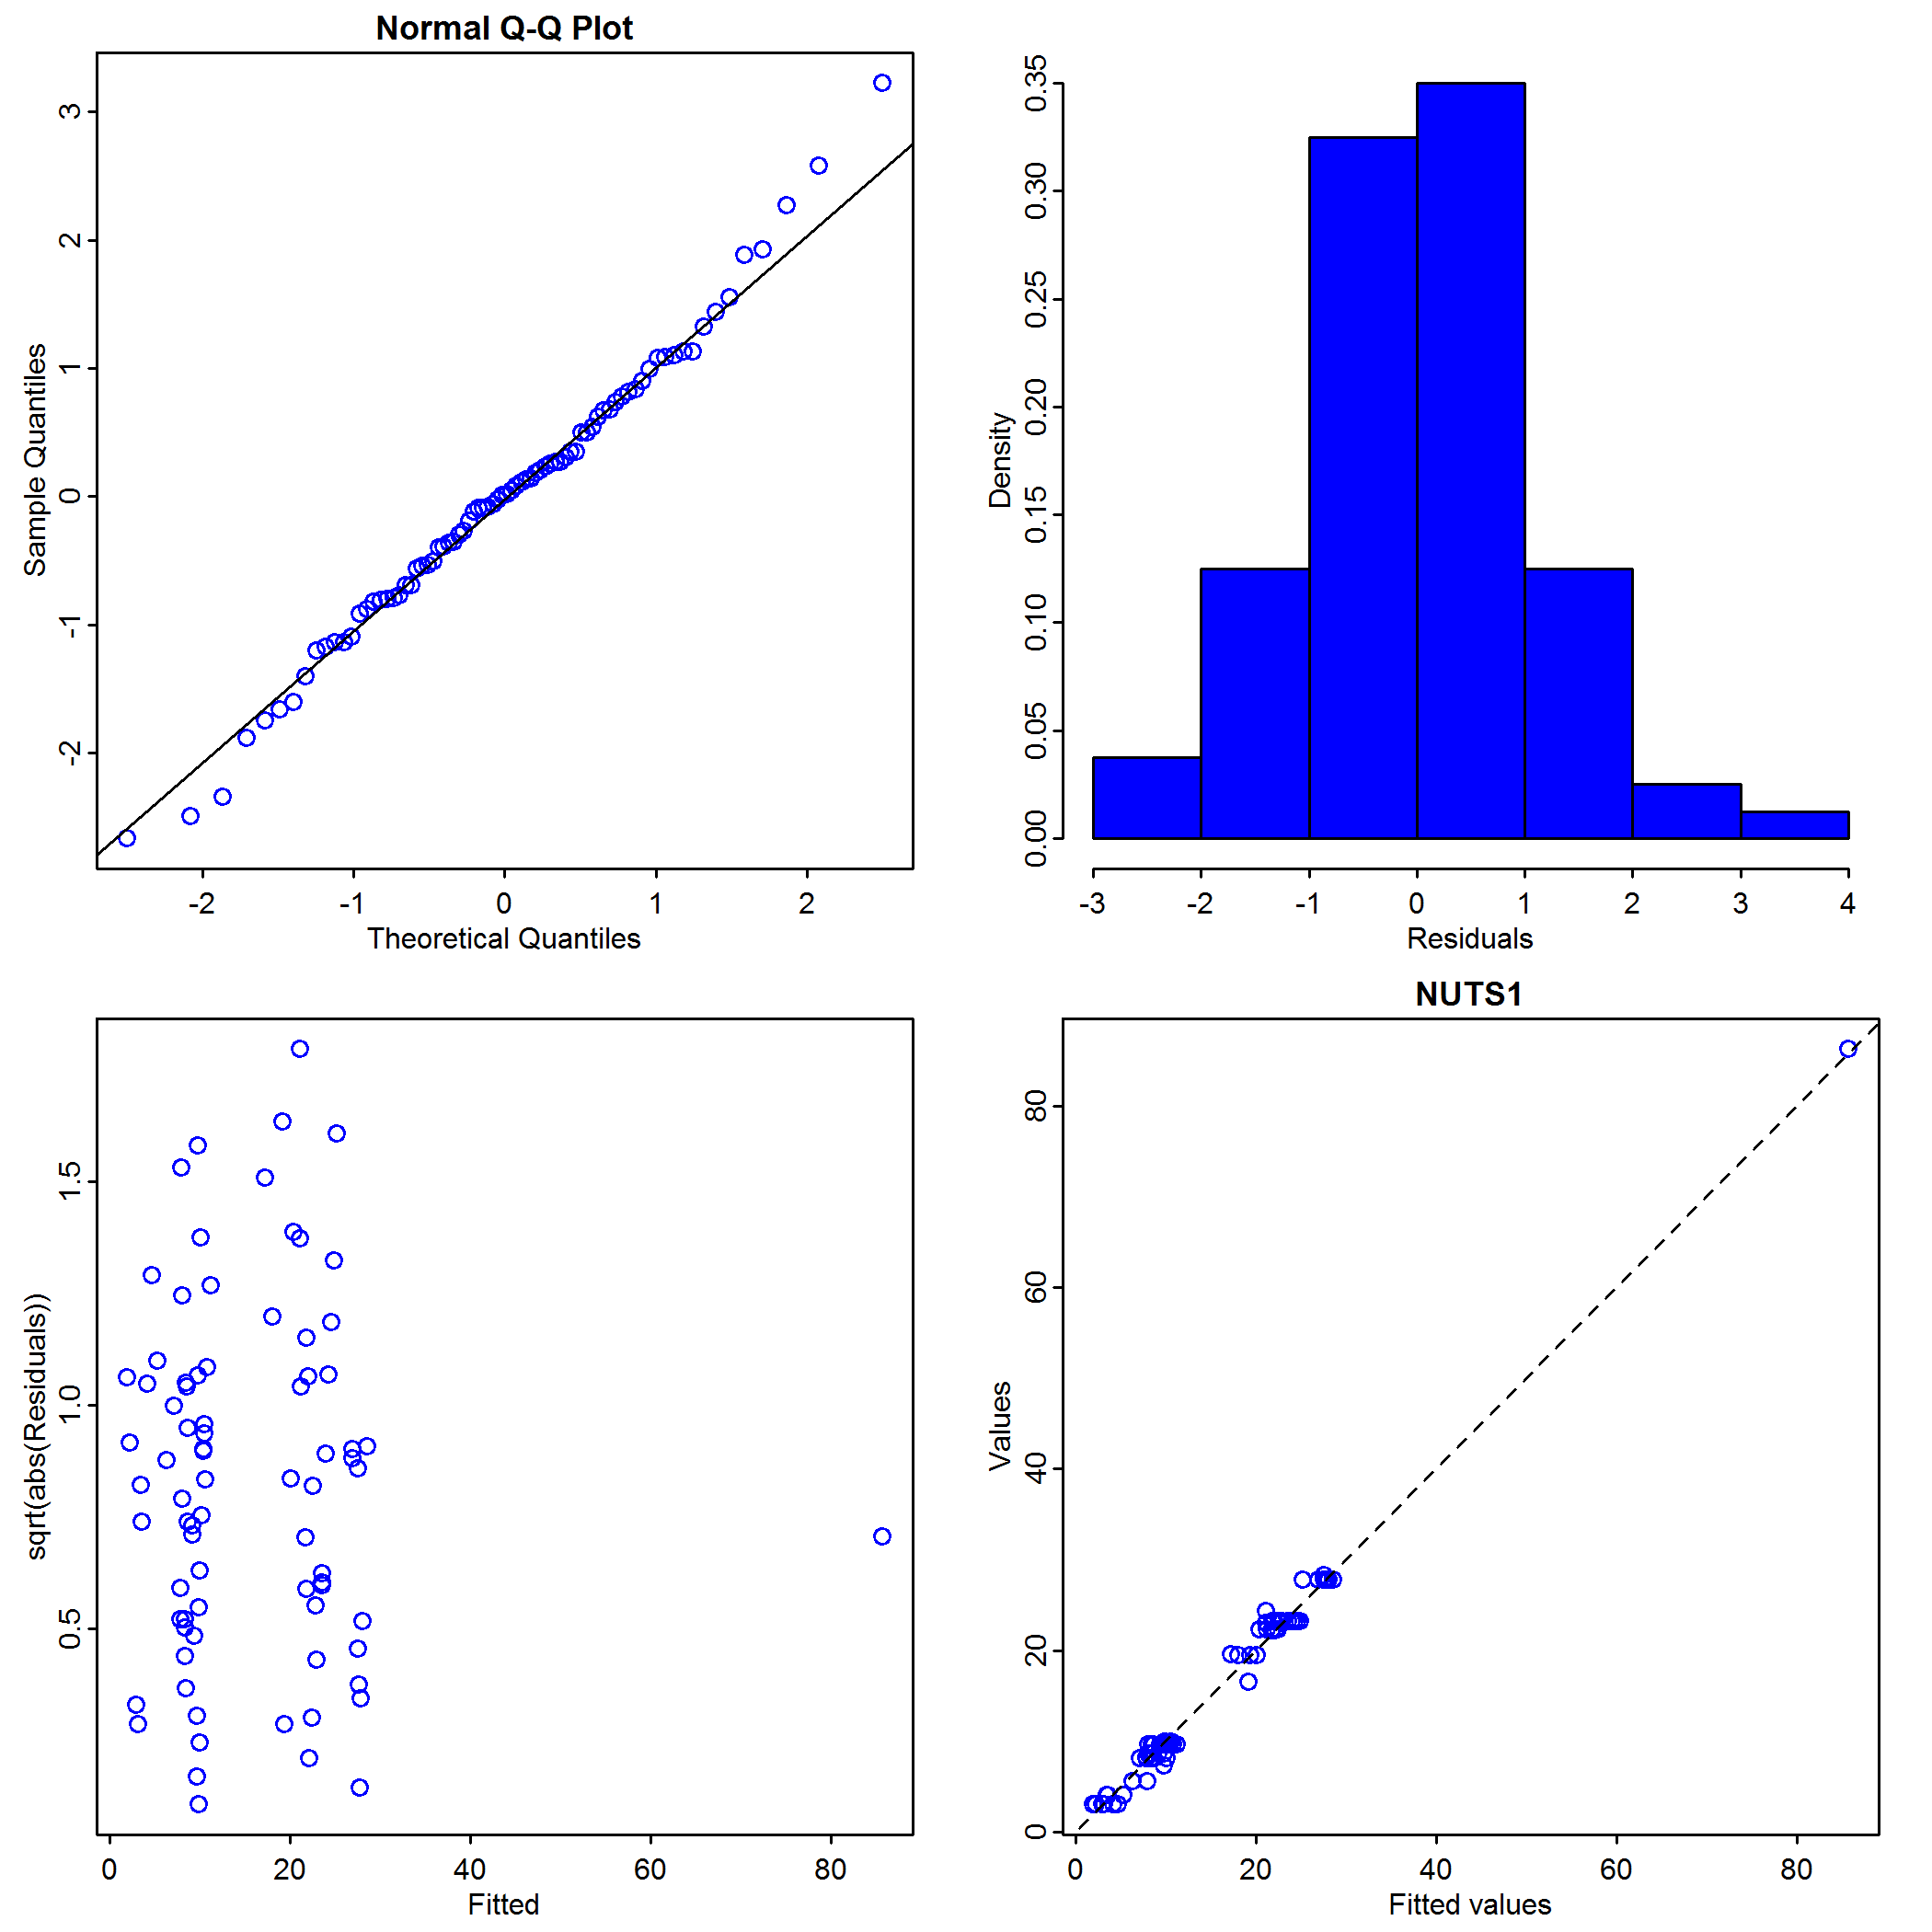 Normal Q-Q Plot
3
2
1
0
-1
-2
Sample Quantiles
-2 -1 0 1 2
Theoretical Quantiles
0.35
0.30
0.25
0.20
0.15
0.10
0.05
0.00
Density
-3 -2 -1 0 1 2 3 4
Residuals
1.5
1.0
0.5
sqrt(abs(Residuals))
0 20 40 60 80
Fitted
NUTS1
80
60
40
20
0
Values
0 20 40 60 80
Fitted values